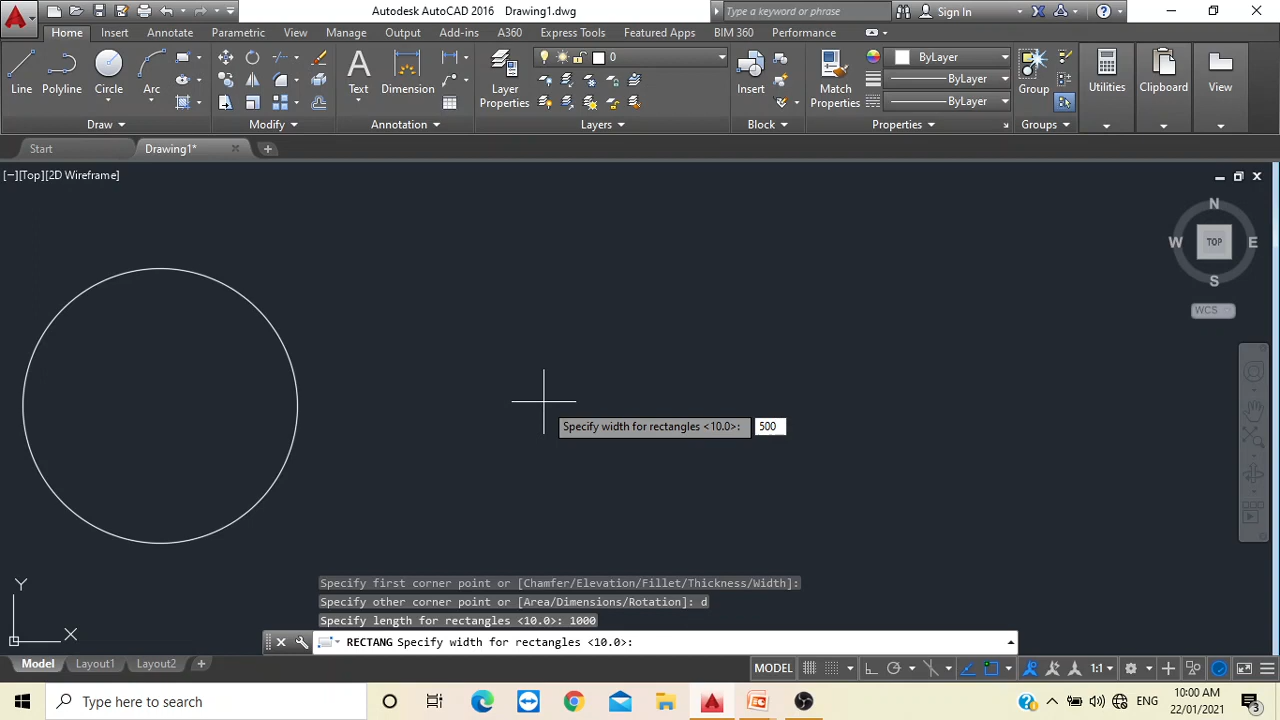 Autodesk AutoCAD 2016 Drawing1.dwg
Type a keyword or phrase
Sign In
Home Insert Annotate Parametric View Manage Output Add-ins A360 Express Tools Featured Apps BIM 360 Performance
Line Polyline Circle Arc
Text Dimension
Layer Properties
0
Insert
Match Properties
ByLayer
ByLayer
ByLayer
Group
Utilities
Clipboard
View
Draw Modify Annotation Layers Block Properties Groups
Start Drawing1*
[−][Top][2D Wireframe]
N
W TOP E
S
WCS
Specify width for rectangles <10.0>: 500
Specify first corner point or [Chamfer/Elevation/Fillet/Thickness/Width]:
Specify other corner point or [Area/Dimensions/Rotation]: d
Specify length for rectangles <10.0>: 1000
RECTANG Specify width for rectangles <10.0>:
Y
X
Model Layout1 Layout2
MODEL 1:1
Type here to search
ENG
10:00 AM
22/01/2021
3